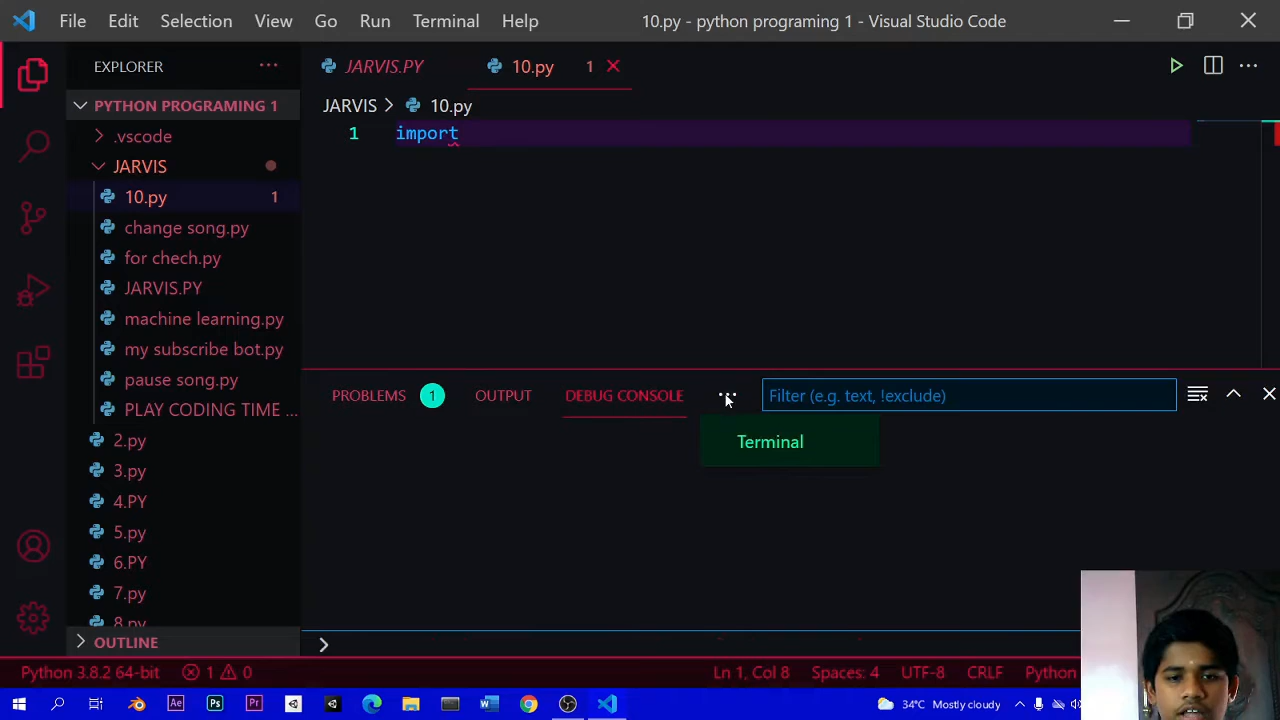 File Edit Selection View Go Run Terminal Help 10.py - python programing 1 - Visual Studio Code
EXPLORER
PYTHON PROGRAMING 1
.vscode
JARVIS
10.py 1
change song.py
for chech.py
JARVIS.PY
machine learning.py
my subscribe bot.py
pause song.py
PLAY CODING TIME ...
2.py
3.py
4.PY
5.py
6.PY
7.py
8.py
OUTLINE
JARVIS.PY 10.py 1
JARVIS > 10.py
1 import
PROBLEMS 1 OUTPUT DEBUG CONSOLE ... Filter (e.g. text, !exclude)
Terminal
Python 3.8.2 64-bit 1 0 Ln 1, Col 8 Spaces: 4 UTF-8 CRLF Python
Ae Ps Pr 34°C Mostly cloudy